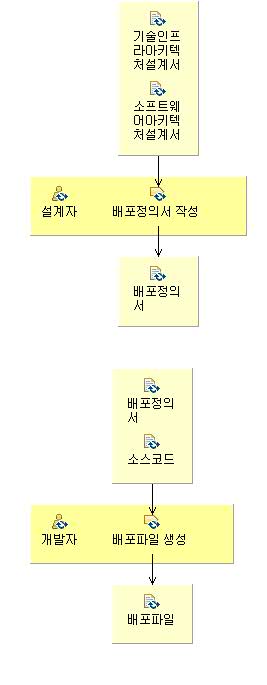 기술인프
라아키텍
처설계서
소프트웨
어아키텍
처설계서
설계자 배포정의서 작성
배포정의
서
배포정의
서
소스코드
개발자 배포파일 생성
배포파일